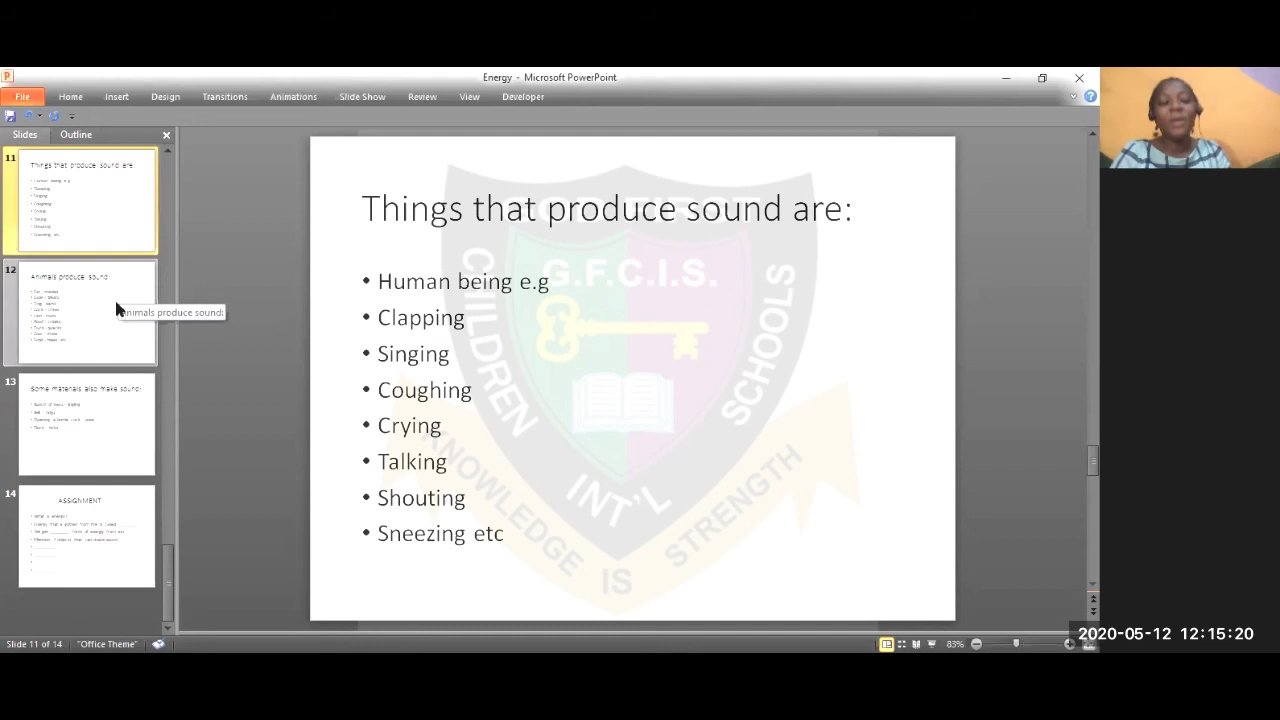 Energy - Microsoft PowerPoint
File Home Insert Design Transitions Animations Slide Show Review View Developer
Slides Outline
11
Things that produce sound are:
12
Animals produce sound:
Animals produce sound:
13
Some materials also make sound:
14
ASSIGNMENT
What is energy?
Things that produce sound are:
• Human being e.g
• Clapping
• Singing
• Coughing
• Crying
• Talking
• Shouting
• Sneezing etc
G.F.C.I.S.
CHILDREN SCHOOLS
INT'L
KNOWLEDGE IS STRENGTH
Slide 11 of 14 "Office Theme" 83%
2020-05-12 12:15:20